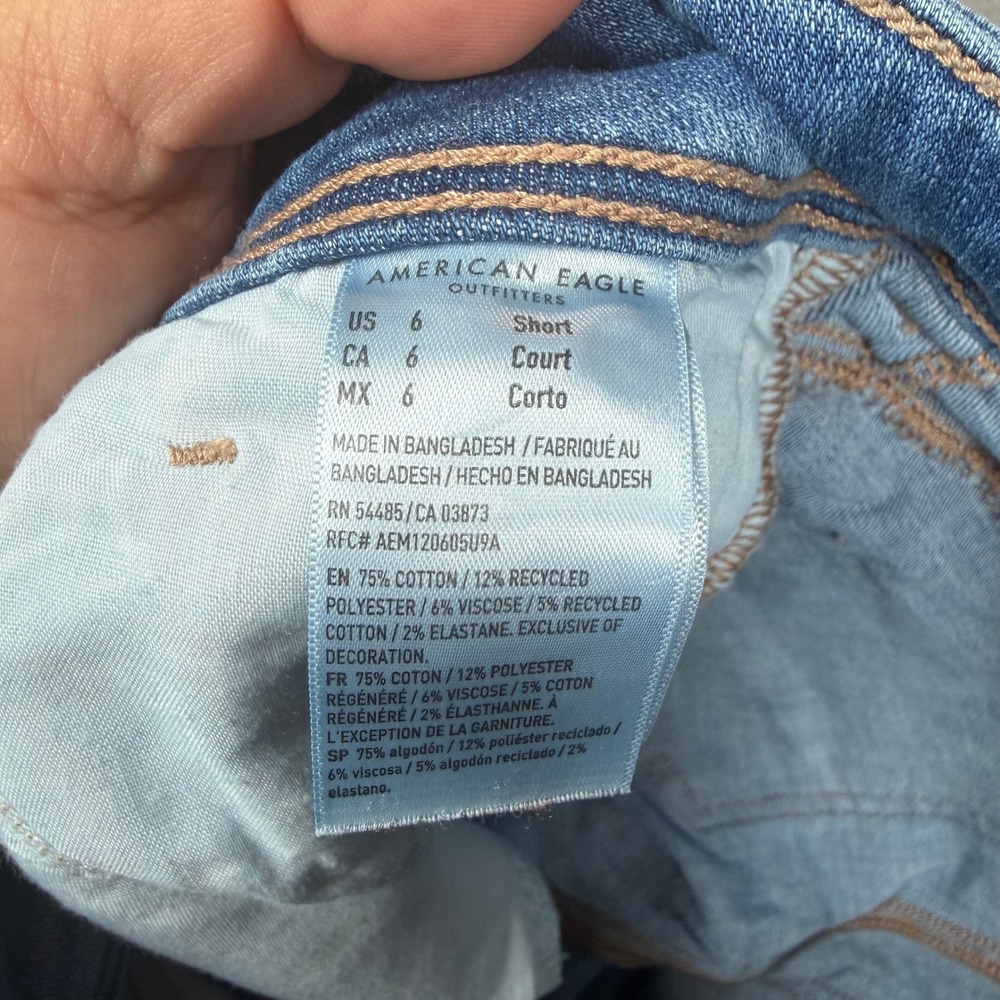 AMERICAN EAGLE
OUTFITTERS
US 6 Short
CA 6 Court
MX 6 Corto
MADE IN BANGLADESH / FABRIQUÉ AU
BANGLADESH / HECHO EN BANGLADESH
RN 54485 / CA 03873
RFC# AEM120605U9A
EN 75% COTTON / 12% RECYCLED
POLYESTER / 6% VISCOSE / 5% RECYCLED
COTTON / 2% ELASTANE. EXCLUSIVE OF
DECORATION.
FR 75% COTON / 12% POLYESTER
RÉGÉNÉRÉ / 6% VISCOSE / 5% COTON
RÉGÉNÉRÉ / 2% ÉLASTHANNE. À
L'EXCEPTION DE LA GARNITURE.
SP 75% algodón / 12% poliéster reciclado /
6% viscosa / 5% algodón reciclado / 2%
elastano.